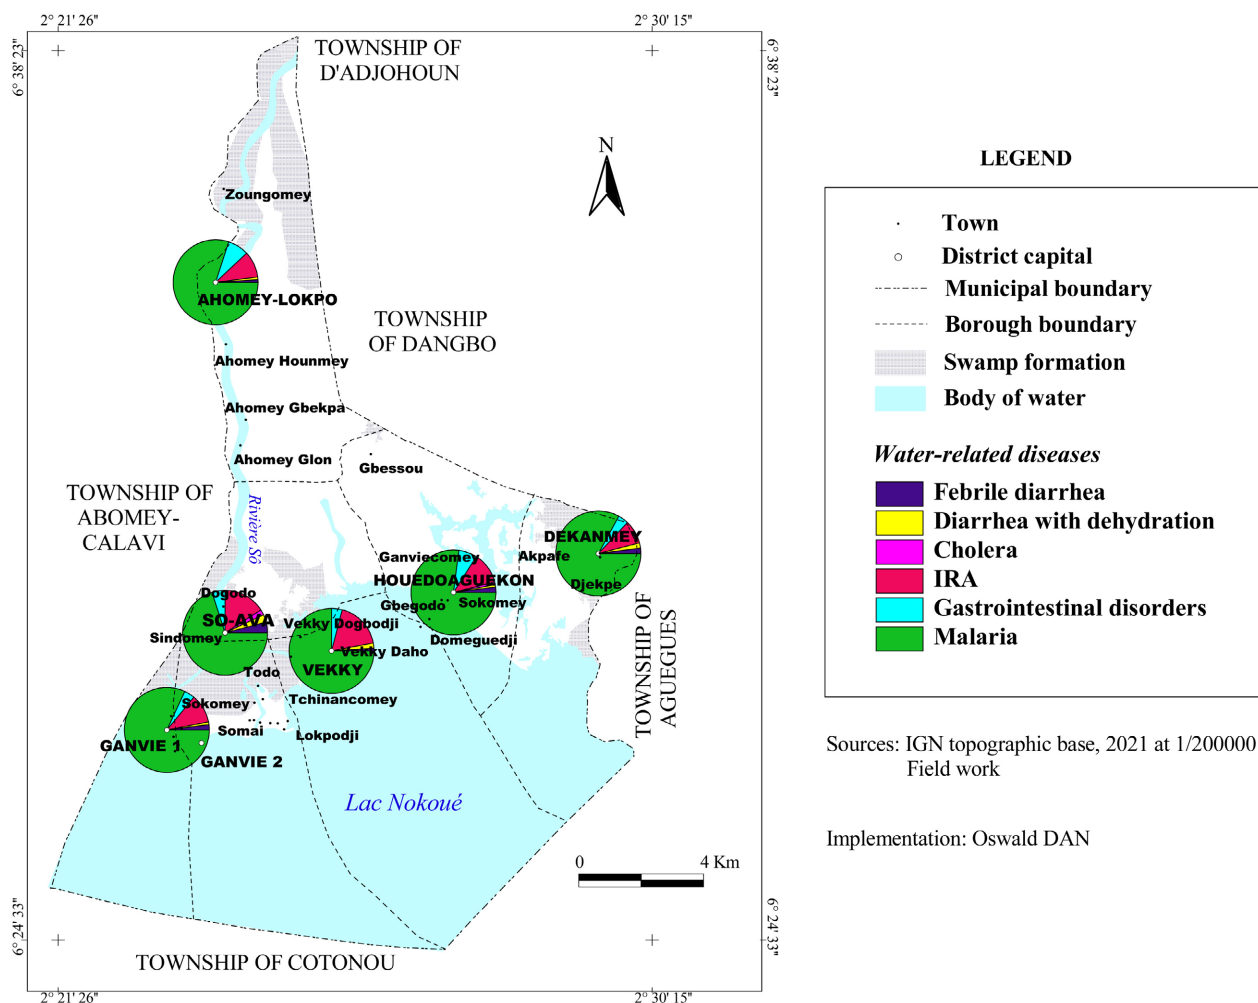 2° 21' 26"
2° 30' 15"
6° 38' 23"
6° 38' 23"
TOWNSHIP OF
D'ADJOHOUN
N
Zoungomey
AHOMEY-LOKPO
TOWNSHIP
OF DANGBO
Ahomey Hounmey
Ahomey Gbekpa
Ahomey Glon
Gbessou
TOWNSHIP OF
ABOMEY-
CALAVI
Rivière Sô
Ganviecomey
Akpafe
DEKANMEY
HOUEDOAGUEKON
Djekpe
Dogodo
Gbegodo
Sokomey
SO-AVA
Vekky Dogbodji
Sindomey
Domeguedji
Vekky Daho
VEKKY
Todo
TOWNSHIP OF
AGUEGUES
Sokomey
Tchinancomey
Somai
Lokpodji
GANVIE 1
GANVIE 2
Lac Nokoué
0
4 Km
6° 24' 33"
6° 24' 33"
TOWNSHIP OF COTONOU
2° 21' 26"
2° 30' 15"
LEGEND
Town
District capital
Municipal boundary
Borough boundary
Swamp formation
Body of water
Water-related diseases
Febrile diarrhea
Diarrhea with dehydration
Cholera
IRA
Gastrointestinal disorders
Malaria
Sources: IGN topographic base, 2021 at 1/200000
Field work
Implementation: Oswald DAN